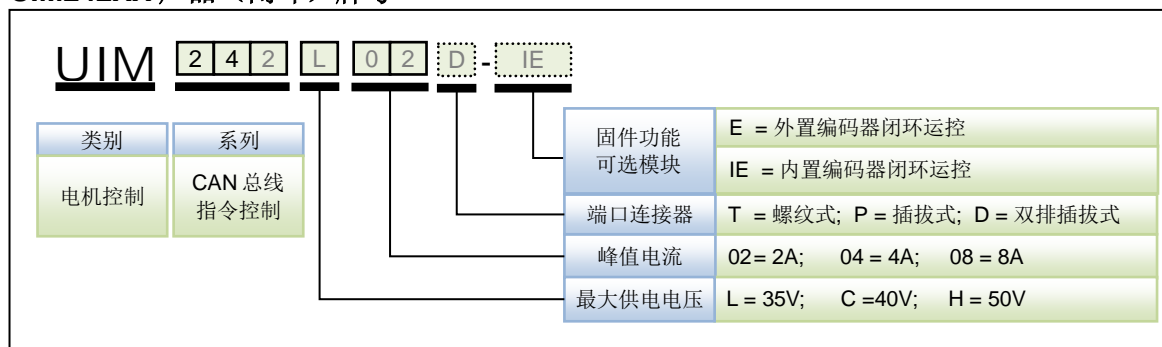 UIM 2 4 2 L 0 2 D - IE
类别 系列
电机控制 CAN 总线
指令控制
固件功能
可选模块
E = 外置编码器闭环运控
IE = 内置编码器闭环运控
端口连接器 T = 螺纹式; P = 插拔式; D = 双排插拔式
峰值电流 02= 2A; 04 = 4A; 08 = 8A
最大供电电压 L = 35V; C =40V; H = 50V